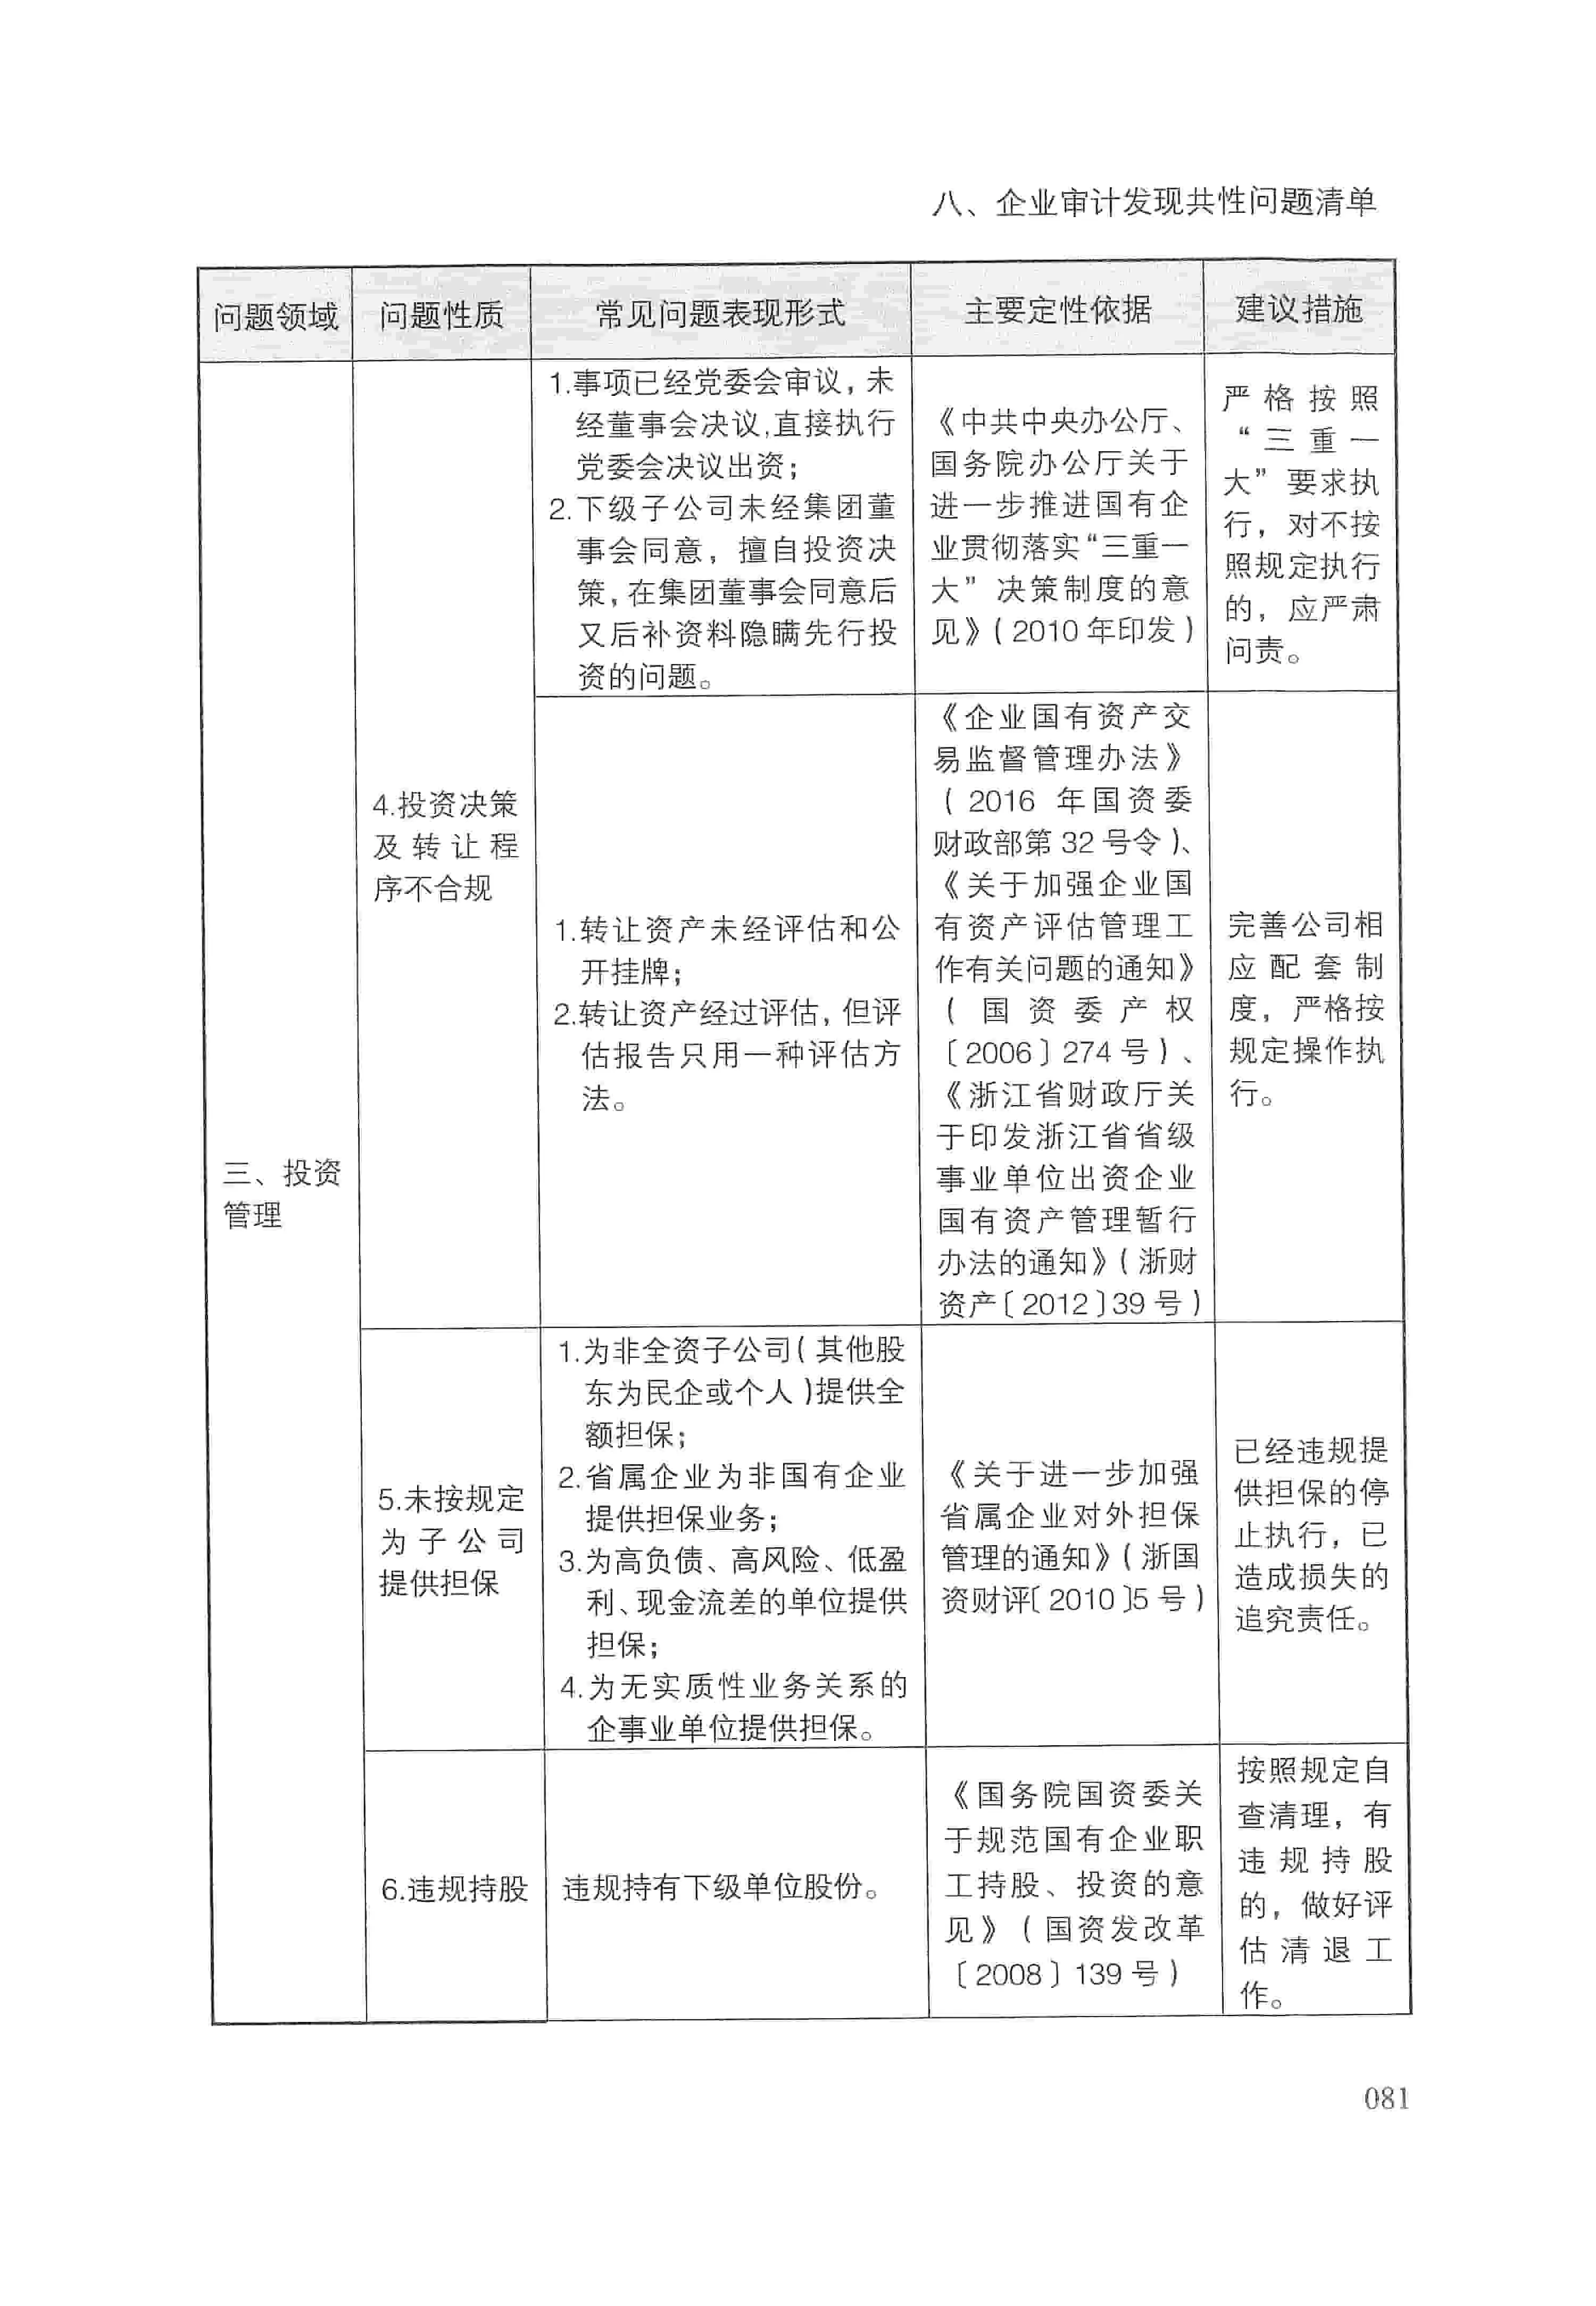 八、企业审计发现共性问题清单
问题领域
问题性质
常见问题表现形式
主要定性依据
建议措施
三、投资
管理
4.投资决策
及转让程
序不合规
1.事项已经党委会审议，未
经董事会决议,直接执行
党委会决议出资；
2.下级子公司未经集团董
事会同意，擅自投资决
策，在集团董事会同意后
又后补资料隐瞒先行投
资的问题。
《中共中央办公厅、
国务院办公厅关于
进一步推进国有企
业贯彻落实“三重一
大”决策制度的意
见》(2010年印发)
严格按照
“三重一
大”要求执
行，对不按
照规定执行
的，应严肃
问责。
1.转让资产未经评估和公
开挂牌；
2.转让资产经过评估，但评
估报告只用一种评估方
法。
《企业国有资产交
易监督管理办法》
(2016年国资委
财政部第32号令)、
《关于加强企业国
有资产评估管理工
作有关问题的通知》
(国资委产权
〔2006〕274号)、
《浙江省财政厅关
于印发浙江省省级
事业单位出资企业
国有资产管理暂行
办法的通知》(浙财
资产〔2012〕39号)
完善公司相
应配套制
度，严格按
规定操作执
行。
5.未按规定
为子公司
提供担保
1.为非全资子公司(其他股
东为民企或个人)提供全
额担保；
2.省属企业为非国有企业
提供担保业务；
3.为高负债、高风险、低盈
利、现金流差的单位提供
担保；
4.为无实质性业务关系的
企事业单位提供担保。
《关于进一步加强
省属企业对外担保
管理的通知》(浙国
资财评〔2010〕5号)
已经违规提
供担保的停
止执行，已
造成损失的
追究责任。
6.违规持股
违规持有下级单位股份。
《国务院国资委关
于规范国有企业职
工持股、投资的意
见》(国资发改革
〔2008〕139号)
按照规定自
查清理，有
违规持股
的，做好评
估清退工
作。
081